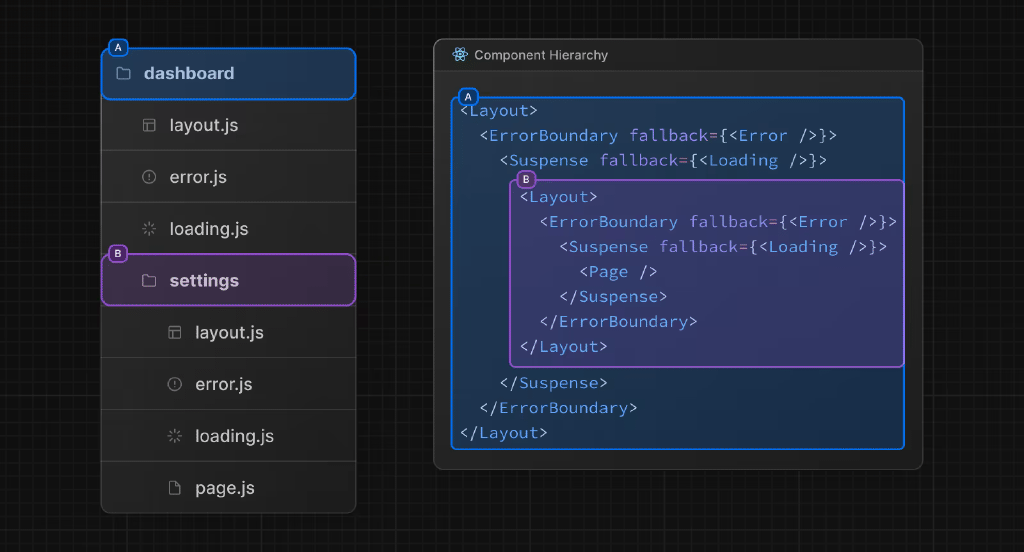 A
dashboard
layout.js
error.js
loading.js
B
settings
layout.js
error.js
loading.js
page.js
Component Hierarchy
A
<Layout>
<ErrorBoundary fallback={<Error />}>
<Suspense fallback={<Loading />}>
B
<Layout>
<ErrorBoundary fallback={<Error />}>
<Suspense fallback={<Loading />}>
<Page />
</Suspense>
</ErrorBoundary>
</Layout>
</Suspense>
</ErrorBoundary>
</Layout>